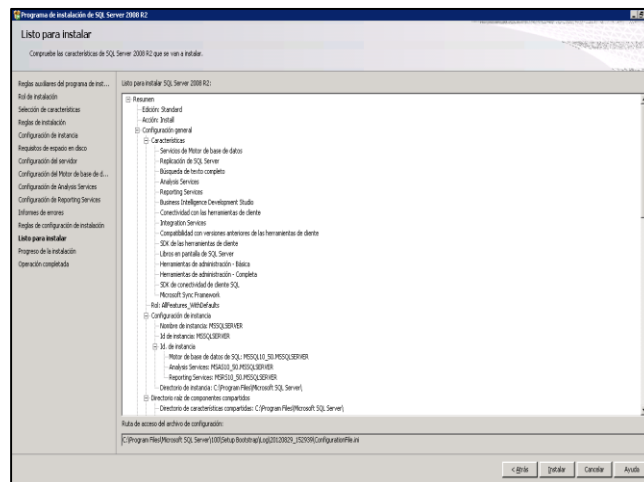 Programa de instalación de SQL Server 2008 R2
Listo para instalar
Compruebe las características de SQL Server 2008 R2 que se van a instalar.
Reglas auxiliares del programa de inst...
Rol de instalación
Selección de características
Reglas de instalación
Configuración de instancia
Requisitos de espacio en disco
Configuración del servidor
Configuración del Motor de base de d...
Configuración de Analysis Services
Configuración de Reporting Services
Informes de errores
Reglas de configuración de instalación
Listo para instalar
Progreso de la instalación
Operación completada
Listo para instalar SQL Server 2008 R2:
Resumen
Edición: Standard
Acción: Install
Configuración general
Características
Servicios de Motor de base de datos
Replicación de SQL Server
Búsqueda de texto completo
Analysis Services
Reporting Services
Business Intelligence Development Studio
Conectividad con las herramientas de cliente
Integration Services
Compatibilidad con versiones anteriores de las herramientas de cliente
SDK de las herramientas de cliente
Libros en pantalla de SQL Server
Herramientas de administración - Básica
Herramientas de administración - Completa
SDK de conectividad de cliente SQL
Microsoft Sync Framework
Rol: AllFeatures_WithDefaults
Configuración de instancia
Nombre de instancia: MSSQLSERVER
Id de instancia: MSSQLSERVER
Id. de instancia
Motor de base de datos de SQL: MSSQL10_50.MSSQLSERVER
Analysis Services: MSAS10_50.MSSQLSERVER
Reporting Services: MSRS10_50.MSSQLSERVER
Directorio de instancia: C:\Program Files\Microsoft SQL Server\
Directorio raíz de componentes compartidos
Directorio de características compartidas: C:\Program Files\Microsoft SQL Server\
Ruta de acceso del archivo de configuración:
C:\Program Files\Microsoft SQL Server\100\Setup Bootstrap\Log\20120829_152939\ConfigurationFile.ini
< Atrás
Instalar
Cancelar
Ayuda